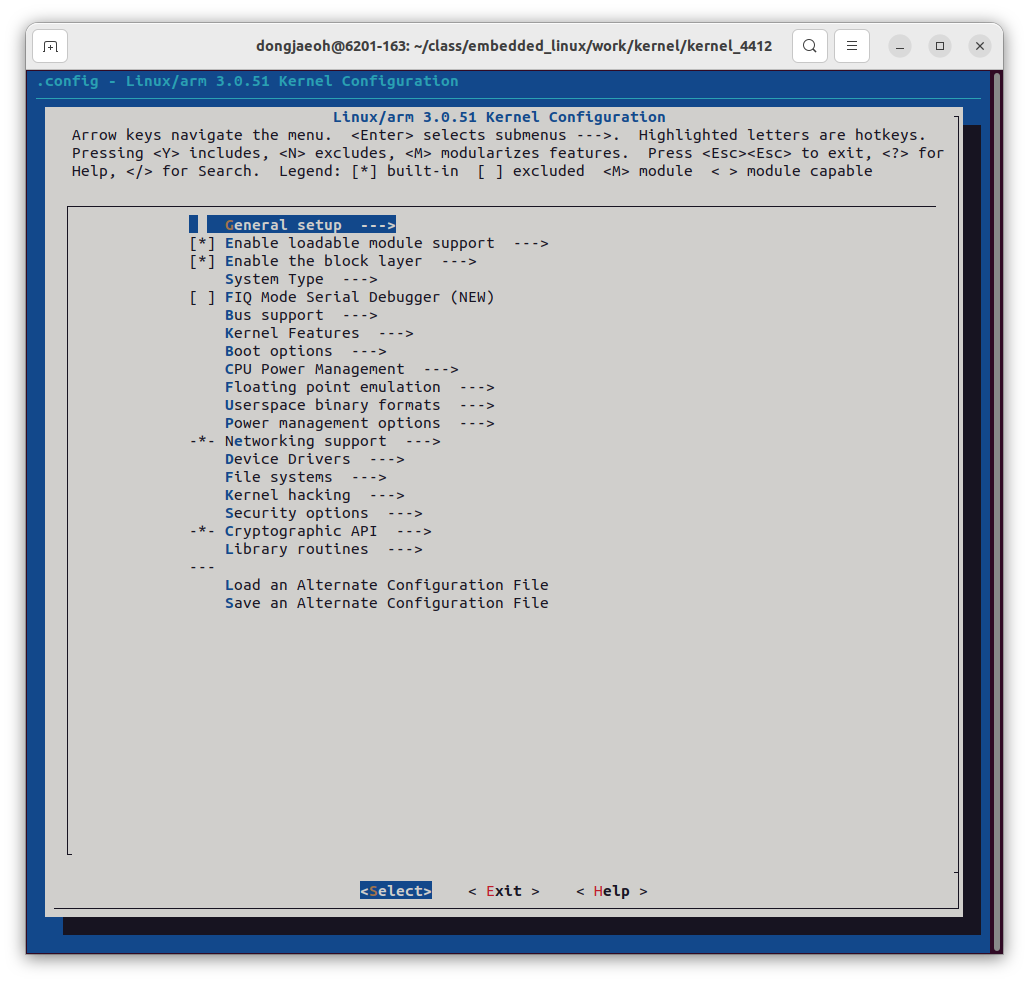 dongjaeoh@6201-163: ~/class/embedded_linux/work/kernel/kernel_4412
.config - Linux/arm 3.0.51 Kernel Configuration
Linux/arm 3.0.51 Kernel Configuration
Arrow keys navigate the menu.  <Enter> selects submenus --->.  Highlighted letters are hotkeys.
Pressing <Y> includes, <N> excludes, <M> modularizes features.  Press <Esc><Esc> to exit, <?> for
Help, </> for Search.  Legend: [*] built-in  [ ] excluded  <M> module  < > module capable
General setup  --->
[*] Enable loadable module support  --->
[*] Enable the block layer  --->
System Type  --->
[ ] FIQ Mode Serial Debugger (NEW)
Bus support  --->
Kernel Features  --->
Boot options  --->
CPU Power Management  --->
Floating point emulation  --->
Userspace binary formats  --->
Power management options  --->
-*- Networking support  --->
Device Drivers  --->
File systems  --->
Kernel hacking  --->
Security options  --->
-*- Cryptographic API  --->
Library routines  --->
---
Load an Alternate Configuration File
Save an Alternate Configuration File
<Select>    < Exit >    < Help >